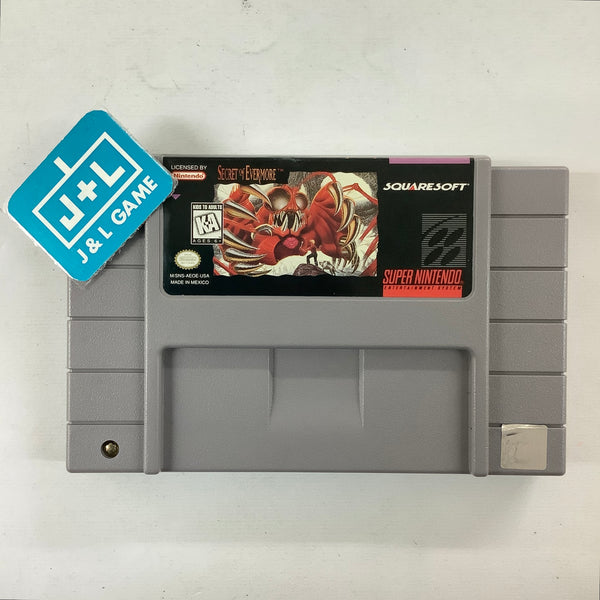 J+L
J & L GAME
LICENSED BY
Nintendo
SECRET OF EVERMORE™
SQUARESOFT
KIDS TO ADULTS
K-A
AGES 6+
M/SNS-AEOE-USA
MADE IN MEXICO
SUPER NINTENDO
ENTERTAINMENT SYSTEM